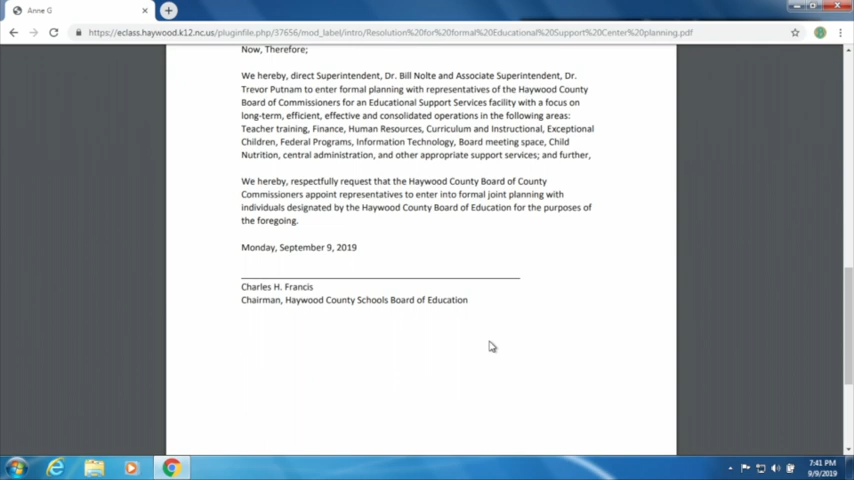 Anne G
https://eclass.haywood.k12.nc.us/pluginfile.php/37656/mod_label/intro/Resolution%20for%20formal%20Educational%20Support%20Center%20planning.pdf
Now, Therefore;
We hereby, direct Superintendent, Dr. Bill Nolte and Associate Superintendent, Dr.
Trevor Putnam to enter formal planning with representatives of the Haywood County
Board of Commissioners for an Educational Support Services facility with a focus on
long-term, efficient, effective and consolidated operations in the following areas:
Teacher training, Finance, Human Resources, Curriculum and Instructional, Exceptional
Children, Federal Programs, Information Technology, Board meeting space, Child
Nutrition, central administration, and other appropriate support services; and further,
We hereby, respectfully request that the Haywood County Board of County
Commissioners appoint representatives to enter into formal joint planning with
individuals designated by the Haywood County Board of Education for the purposes of
the foregoing.
Monday, September 9, 2019
Charles H. Francis
Chairman, Haywood County Schools Board of Education
7:41 PM
9/9/2019